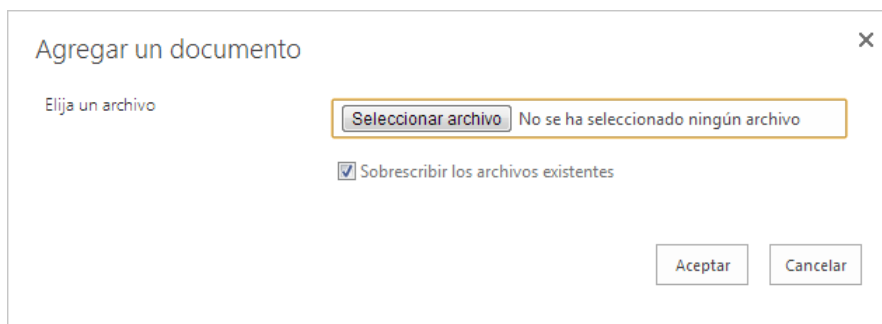 Agregar un documento
Elija un archivo
Seleccionar archivo No se ha seleccionado ningún archivo
Sobrescribir los archivos existentes
Aceptar Cancelar